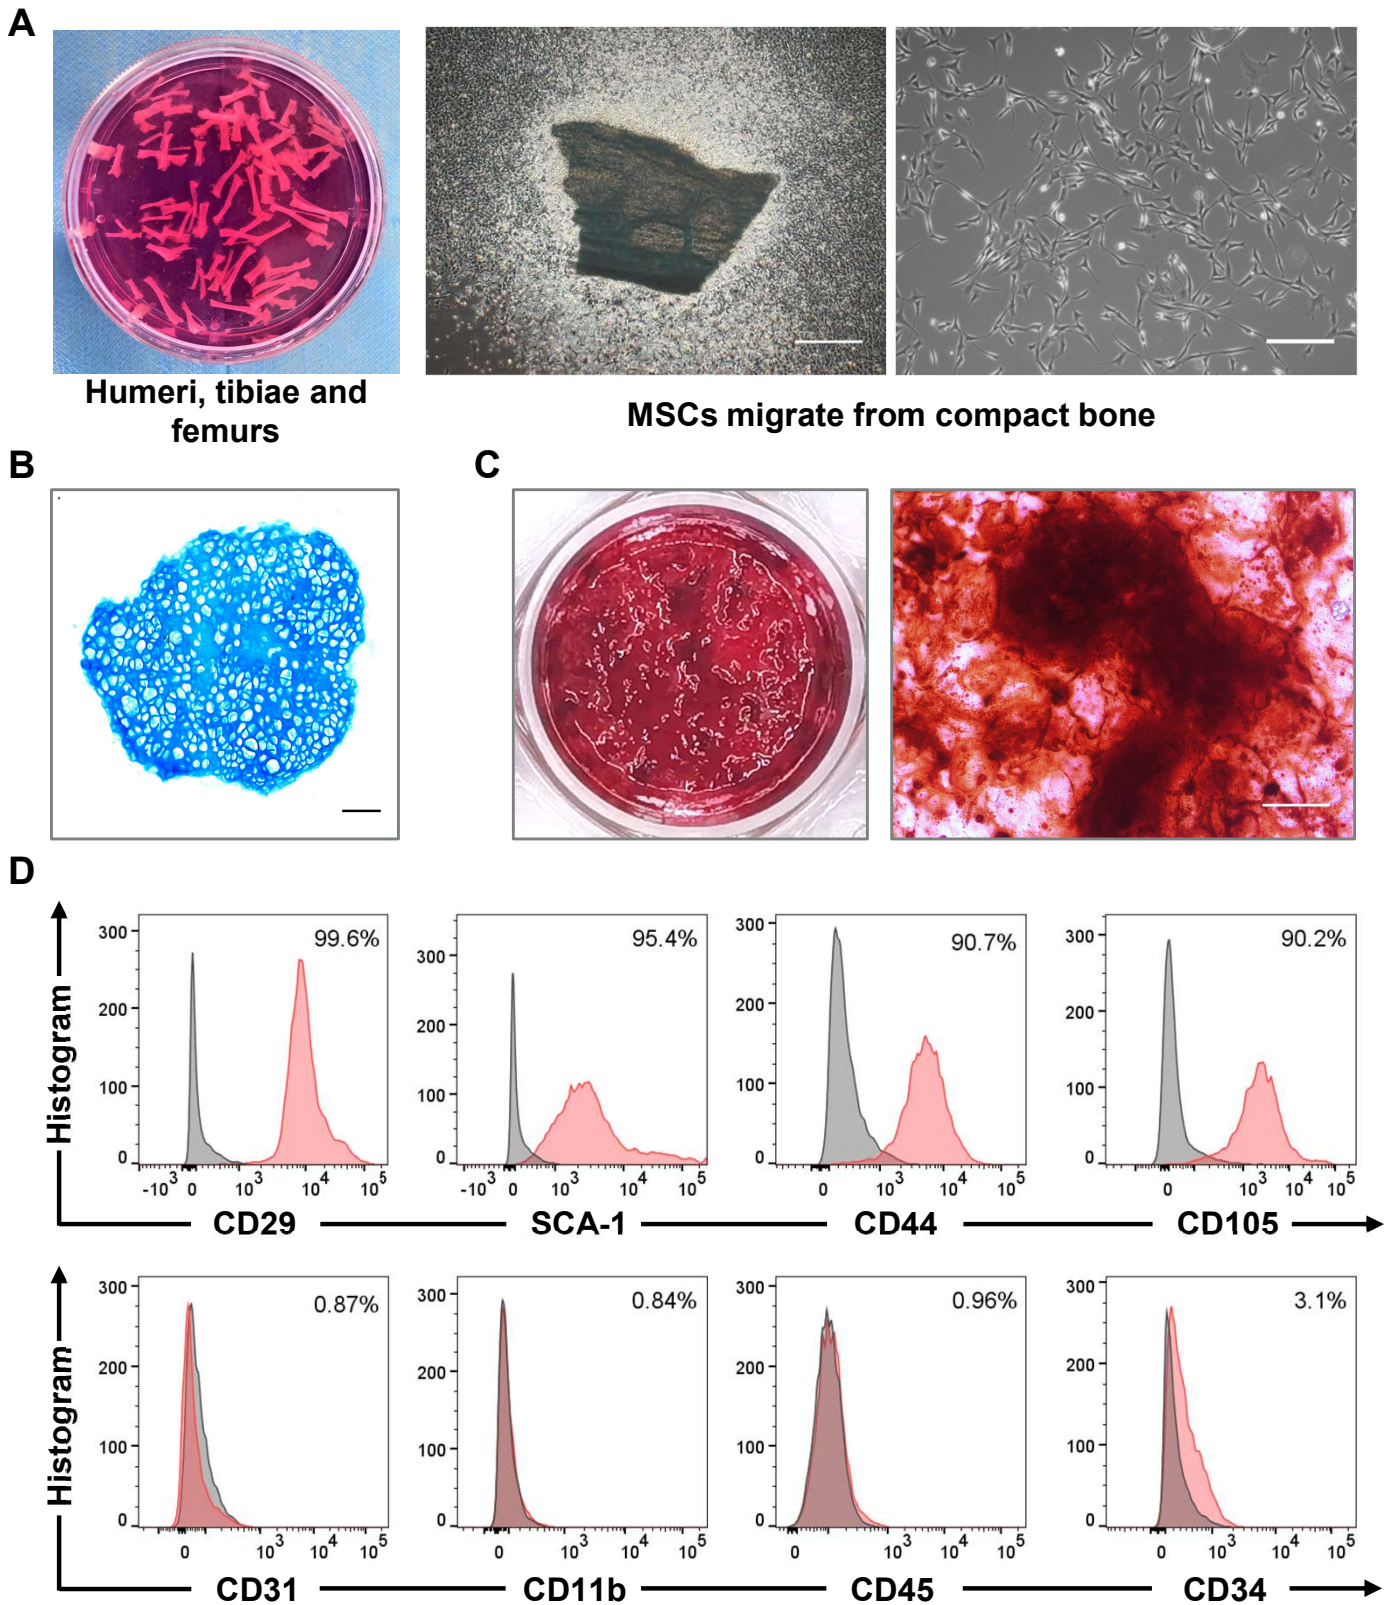 A
Humeri, tibiae and
femurs
MSCs migrate from compact bone
B
C
D
Histogram
300
200
100
0
99.6%
-10³ 0 10³ 10⁴ 10⁵
CD29
300
200
100
0
95.4%
-10³ 0 10³ 10⁴ 10⁵
SCA-1
300
200
100
0
90.7%
0 10³ 10⁴ 10⁵
CD44
300
200
100
0
90.2%
0 10³ 10⁴ 10⁵
CD105
Histogram
300
200
100
0
0.87%
0 10³ 10⁴ 10⁵
CD31
300
200
100
0
0.84%
0 10³ 10⁴ 10⁵
CD11b
300
200
100
0
0.96%
0 10³ 10⁴ 10⁵
CD45
300
200
100
0
3.1%
0 10³ 10⁴ 10⁵
CD34